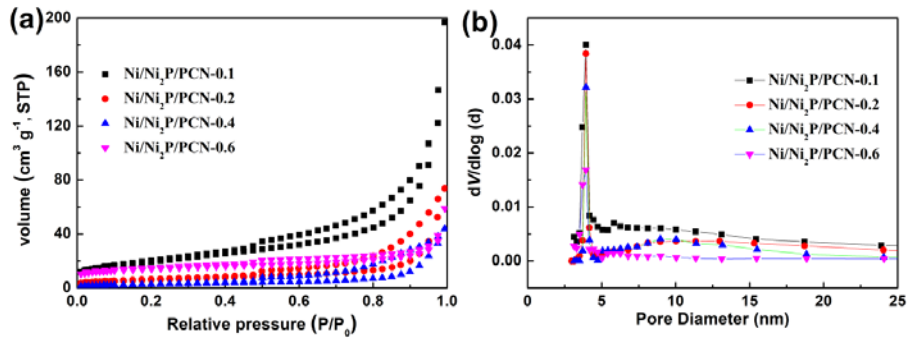 (a)
200
160
120
80
40
0
volume (cm³ g⁻¹, STP)
Ni/Ni₂P/PCN-0.1
Ni/Ni₂P/PCN-0.2
Ni/Ni₂P/PCN-0.4
Ni/Ni₂P/PCN-0.6
0.0 0.2 0.4 0.6 0.8 1.0
Relative pressure (P/P₀)
(b)
0.04
0.03
0.02
0.01
0.00
dV/dlog (d)
Ni/Ni₂P/PCN-0.1
Ni/Ni₂P/PCN-0.2
Ni/Ni₂P/PCN-0.4
Ni/Ni₂P/PCN-0.6
0 5 10 15 20 25
Pore Diameter (nm)